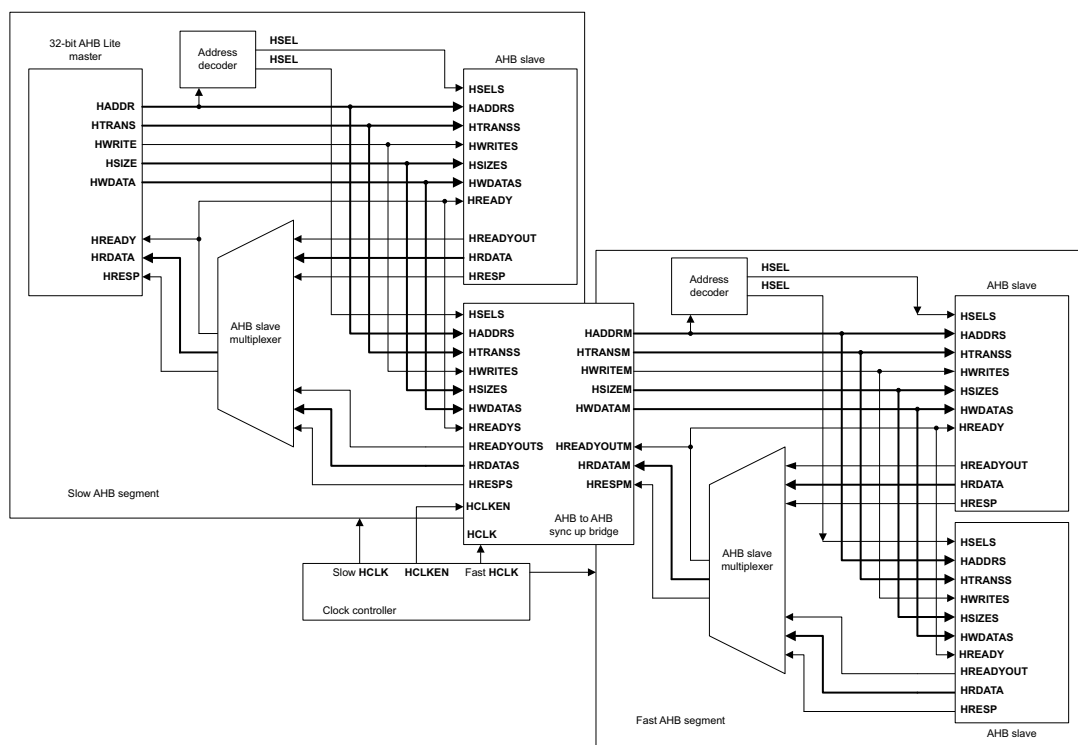 32-bit AHB Lite
master
HADDR
HTRANS
HWRITE
HSIZE
HWDATA
HREADY
HRDATA
HRESP
Address
decoder
HSEL
HSEL
AHB slave
HSELS
HADDRS
HTRANSS
HWRITES
HSIZES
HWDATAS
HREADY
HREADYOUT
HRDATA
HRESP
AHB slave
multiplexer
Slow AHB segment
HSELS
HADDRS
HTRANSS
HWRITES
HSIZES
HWDATAS
HREADYS
HREADYOUTS
HRDATAS
HRESPS
HCLKEN
HCLK
HADDRM
HTRANSM
HWRITEM
HSIZEM
HWDATAM
HREADYOUTM
HRDATAM
HRESPM
AHB to AHB
sync up bridge
Slow HCLK HCLKEN Fast HCLK
Clock controller
Address
decoder
HSEL
HSEL
AHB slave
HSELS
HADDRS
HTRANSS
HWRITES
HSIZES
HWDATAS
HREADY
HREADYOUT
HRDATA
HRESP
AHB slave
multiplexer
HSELS
HADDRS
HTRANSS
HWRITES
HSIZES
HWDATAS
HREADY
HREADYOUT
HRDATA
HRESP
AHB slave
Fast AHB segment